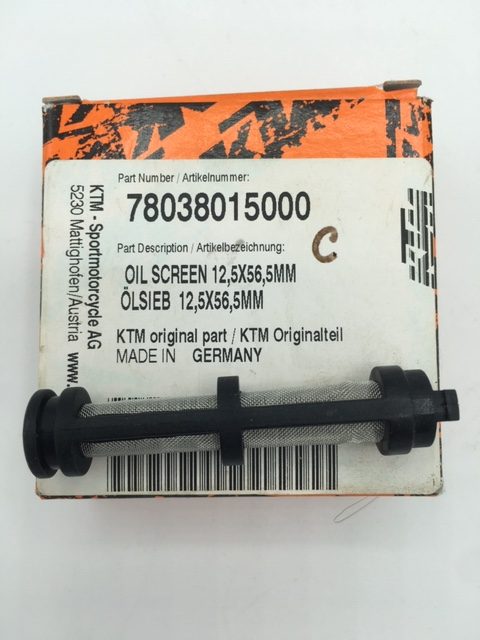 Part Number / Artikelnummer:
78038015000
Part Description / Artikelbezeichnung:
C
OIL SCREEN 12,5X56,5MM
ÖLSIEB 12,5X56,5MM
KTM original part / KTM Originalteil
MADE IN GERMANY
KTM - Sportmotorcycle AG
5230 Mattighofen/Austria www.